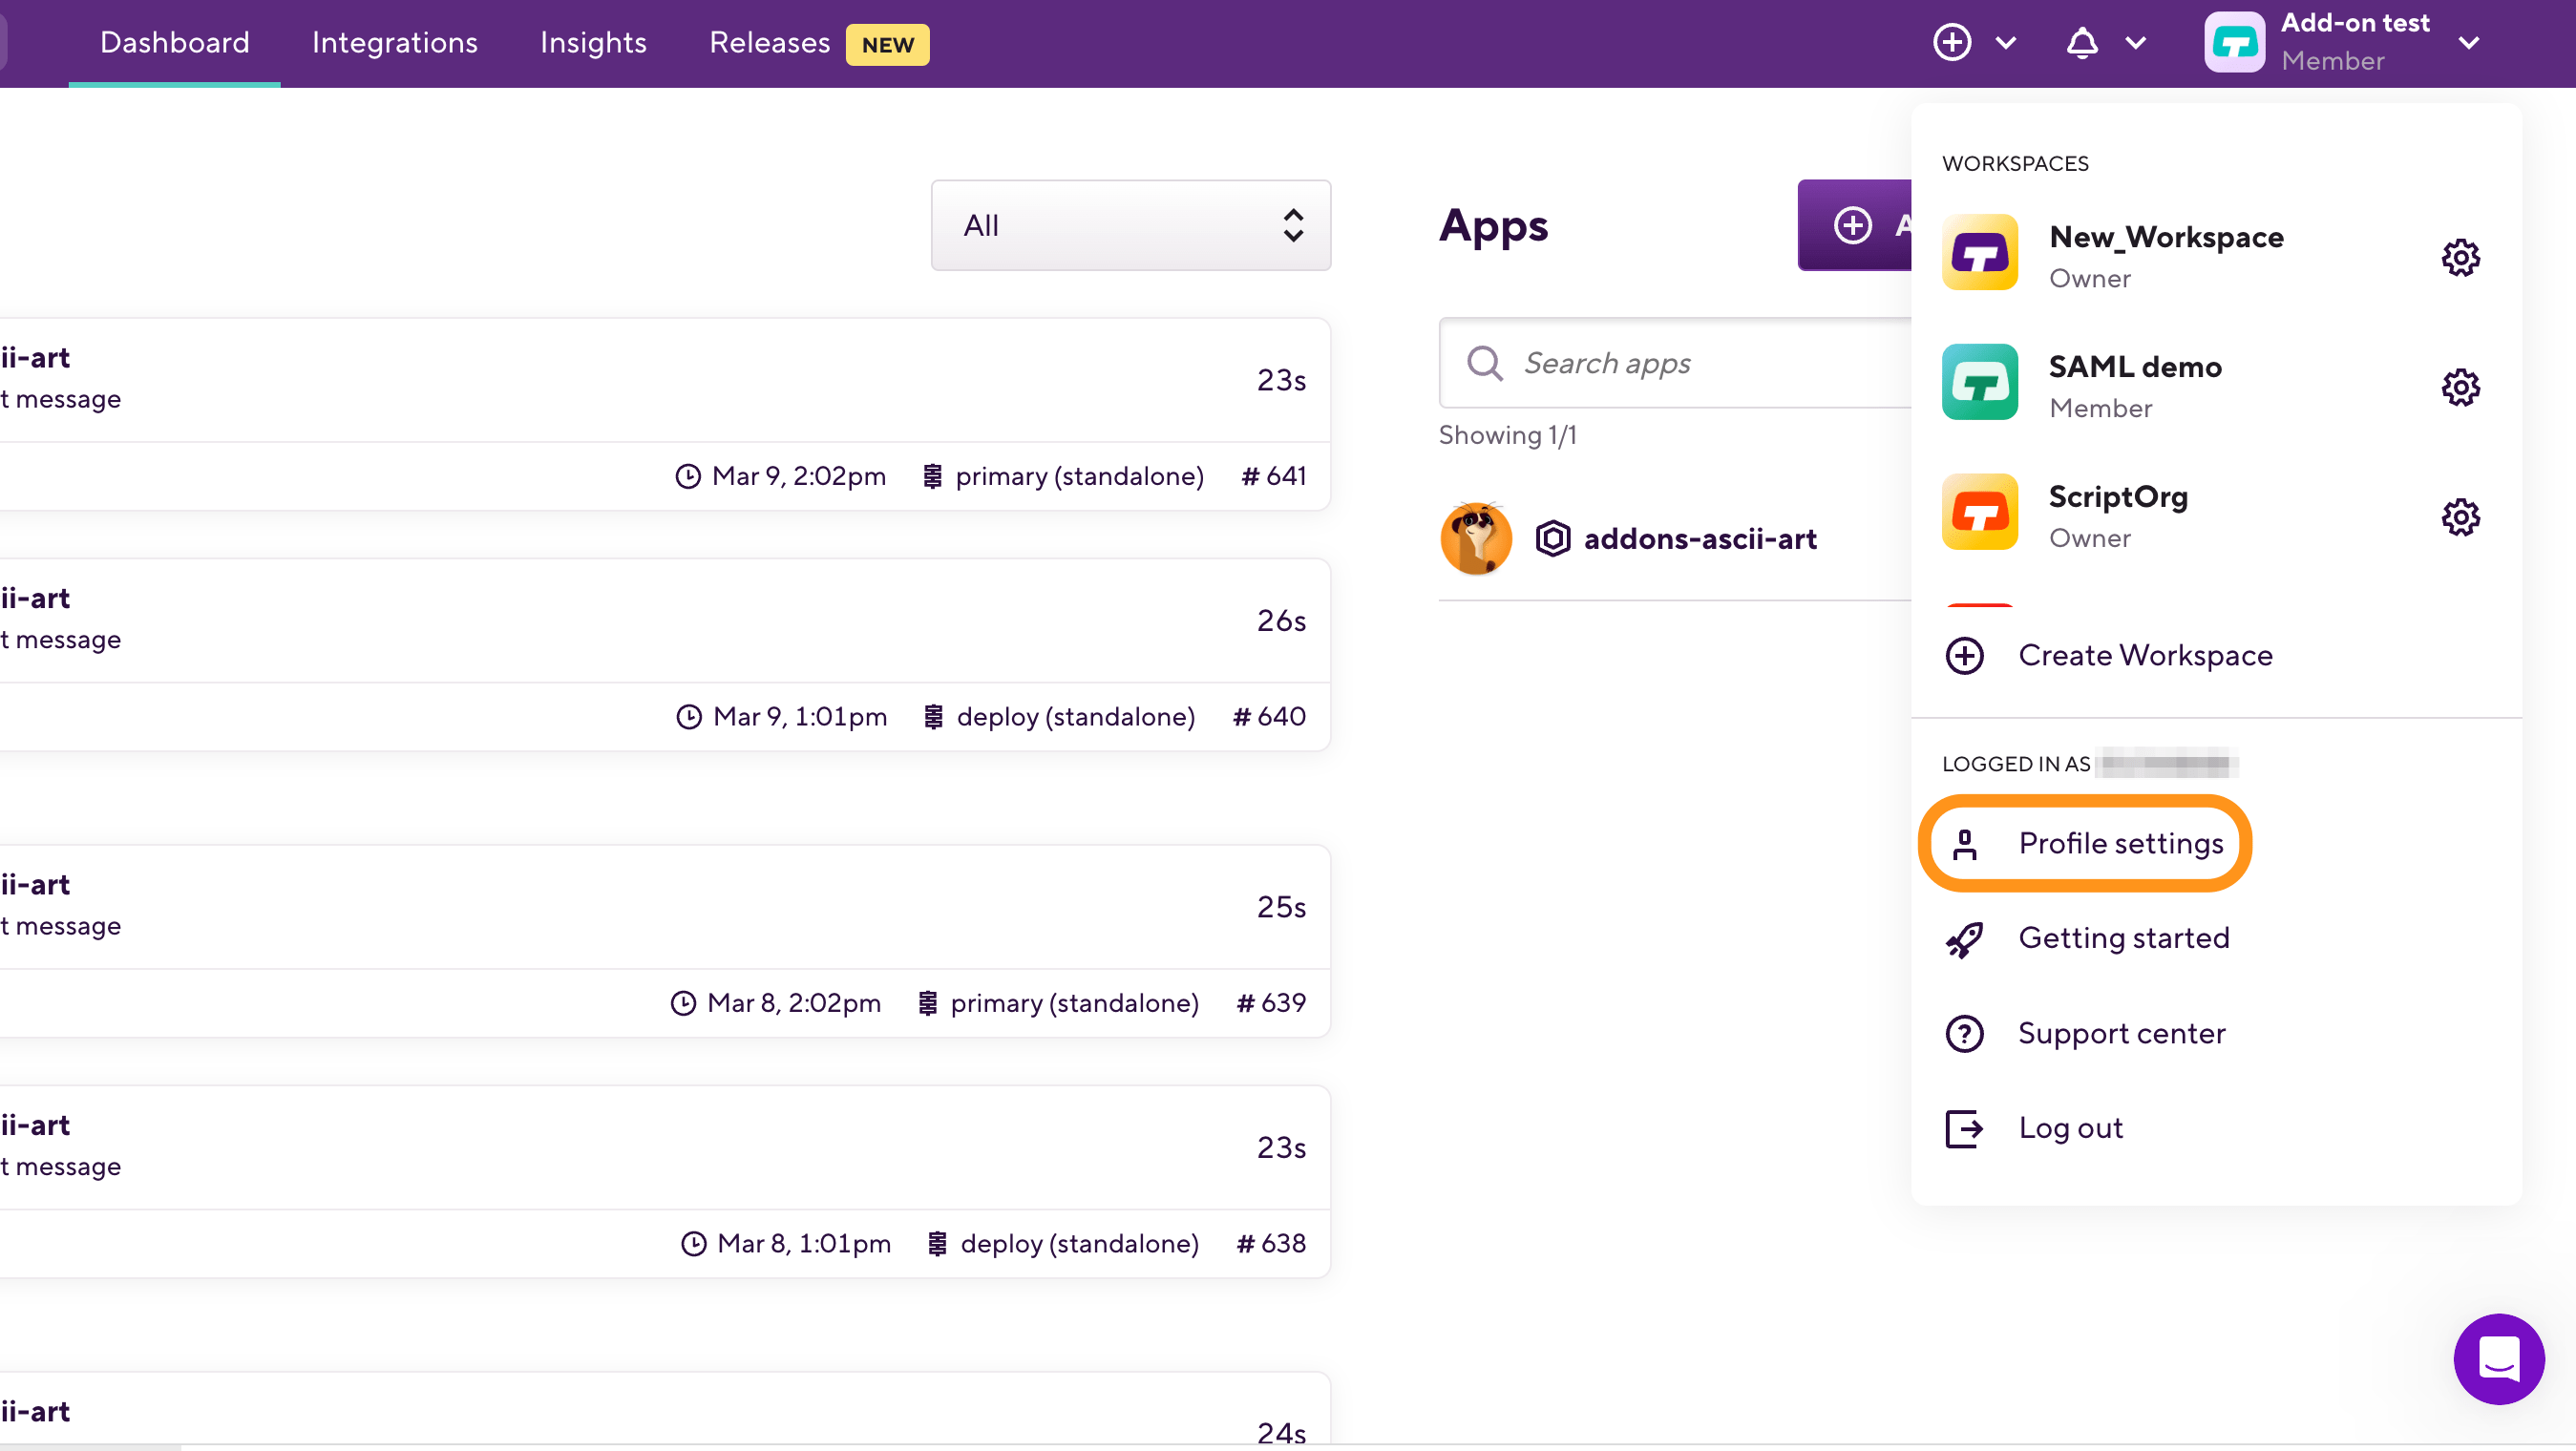 Dashboard Integrations Insights Releases NEW
Add-on test
Member
All
Apps
Search apps
Showing 1/1
addons-ascii-art
ii-art
t message
23s
Mar 9, 2:02pm primary (standalone) # 641
ii-art
t message
26s
Mar 9, 1:01pm deploy (standalone) # 640
ii-art
t message
25s
Mar 8, 2:02pm primary (standalone) # 639
ii-art
t message
23s
Mar 8, 1:01pm deploy (standalone) # 638
ii-art
24s
WORKSPACES
New_Workspace
Owner
SAML demo
Member
ScriptOrg
Owner
Create Workspace
LOGGED IN AS
Profile settings
Getting started
Support center
Log out